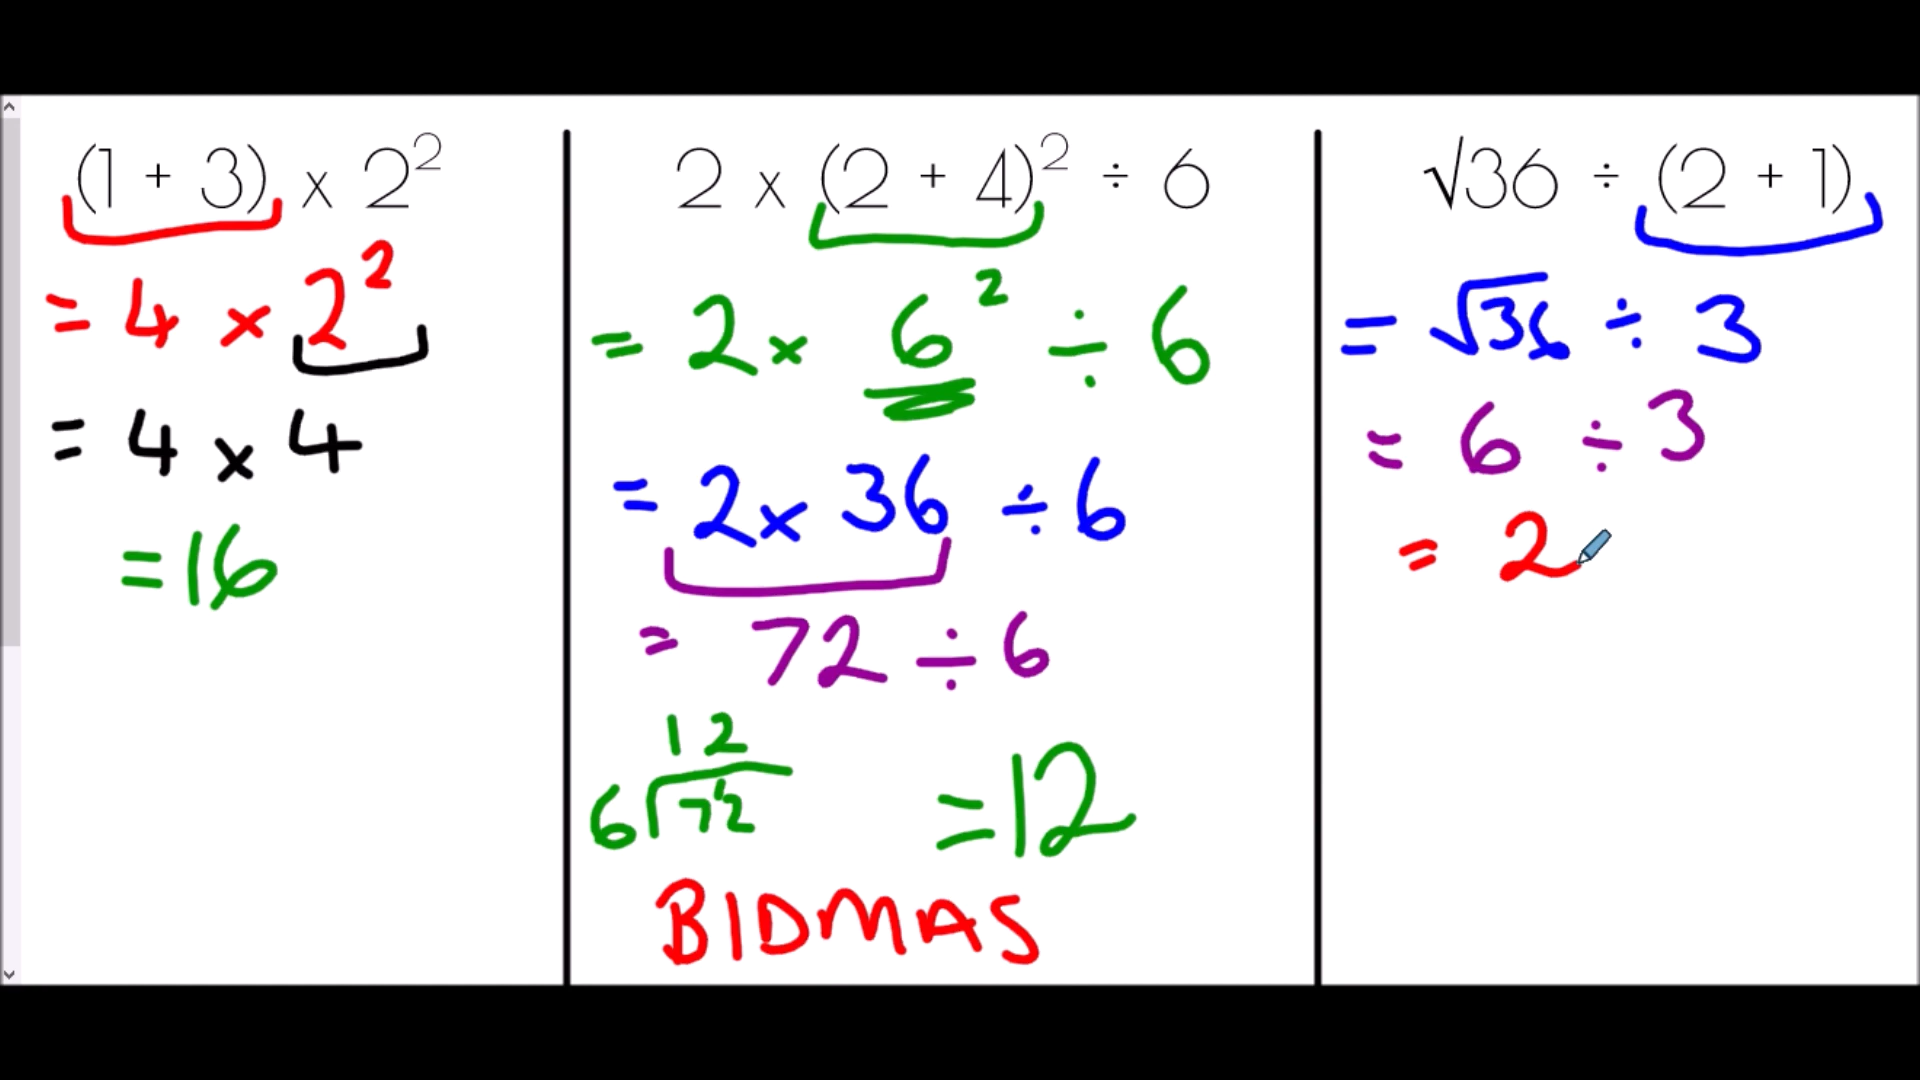 (1 + 3) x 2²
= 4 x 2²
= 4 x 4
= 16
2 x (2 + 4)² ÷ 6
= 2 x 6² ÷ 6
= 2 x 36 ÷ 6
= 72 ÷ 6
12
6√7¹2
= 12
BIDMAS
√36 ÷ (2 + 1)
= √36 ÷ 3
= 6 ÷ 3
= 2